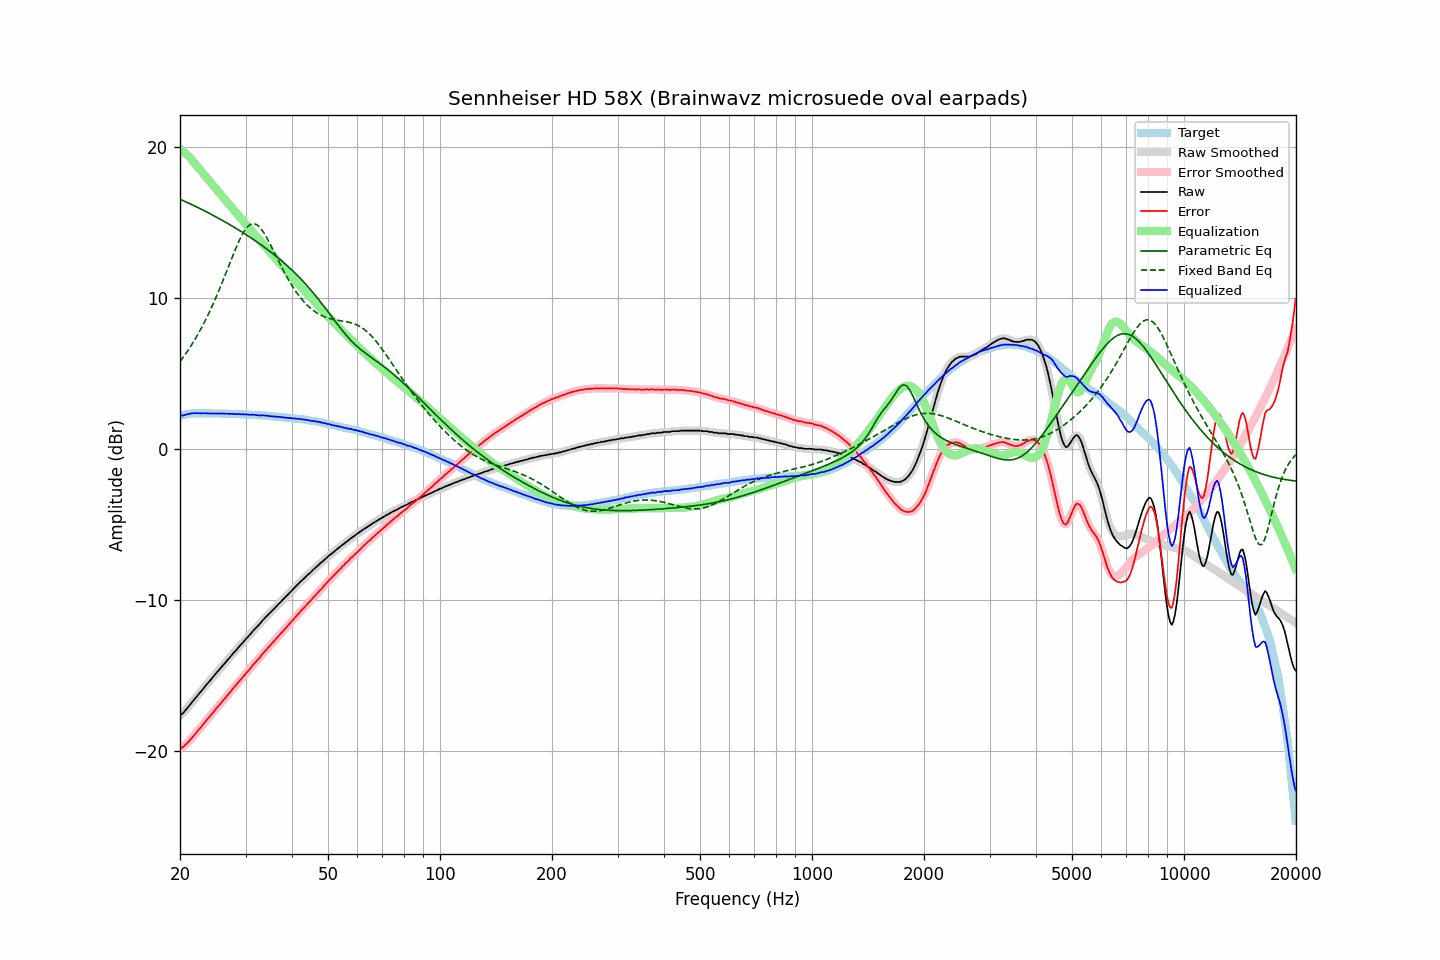 Sennheiser HD 58X (Brainwavz microsuede oval earpads)
Target
Raw Smoothed
Error Smoothed
Raw
Error
Equalization
Parametric Eq
Fixed Band Eq
Equalized
20
10
0
−10
−20
Amplitude (dBr)
20 50 100 200 500 1000 2000 5000 10000 20000
Frequency (Hz)